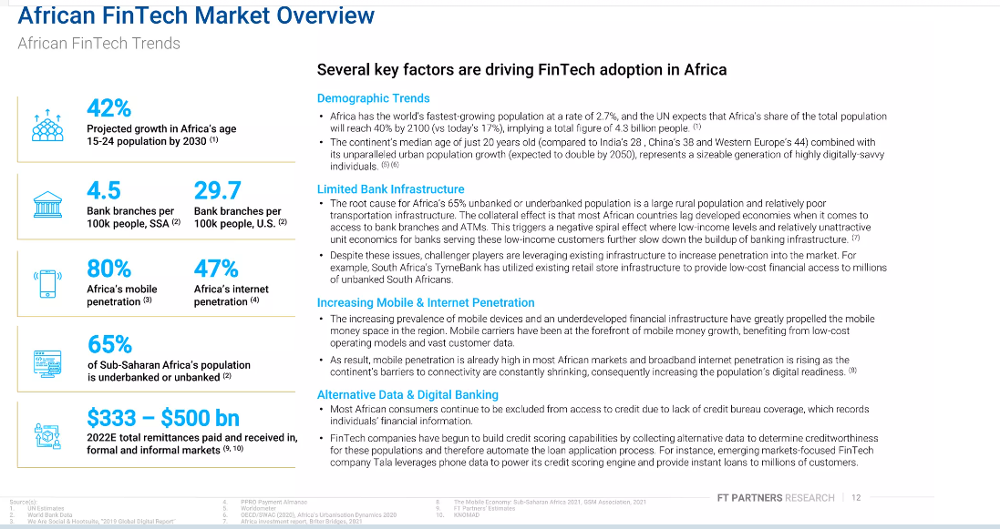 African FinTech Market Overview
African FinTech Trends
Several key factors are driving FinTech adoption in Africa
42%
Projected growth in Africa's age
15-24 population by 2030 (1)
4.5
Bank branches per
100k people, SSA (2)
29.7
Bank branches per
100k people, U.S. (2)
80%
Africa's mobile
penetration (3)
47%
Africa's internet
penetration (4)
65%
of Sub-Saharan Africa's population
is underbanked or unbanked (2)
$333 – $500 bn
2022E total remittances paid and received in,
formal and informal markets (9, 10)
Demographic Trends
• Africa has the world's fastest-growing population at a rate of 2.7%, and the UN expects that Africa's share of the total population
will reach 40% by 2100 (vs today's 17%), implying a total figure of 4.3 billion people. (1)
• The continent's median age of just 20 years old (compared to India's 28 , China's 38 and Western Europe's 44) combined with
its unparalleled urban population growth (expected to double by 2050), represents a sizeable generation of highly digitally-savvy
individuals. (5) (6)
Limited Bank Infrastructure
• The root cause for Africa's 65% unbanked or underbanked population is a large rural population and relatively poor
transportation infrastructure. The collateral effect is that most African countries lag developed economies when it comes to
access to bank branches and ATMs. This triggers a negative spiral effect where low-income levels and relatively unattractive
unit economics for banks serving these low-income customers further slow down the buildup of banking infrastructure. (7)
• Despite these issues, challenger players are leveraging existing infrastructure to increase penetration into the market. For
example, South Africa's TymeBank has utilized existing retail store infrastructure to provide low-cost financial access to millions
of unbanked South Africans.
Increasing Mobile & Internet Penetration
• The increasing prevalence of mobile devices and an underdeveloped financial infrastructure have greatly propelled the mobile
money space in the region. Mobile carriers have been at the forefront of mobile money growth, benefiting from low-cost
operating models and vast customer data.
• As result, mobile penetration is already high in most African markets and broadband internet penetration is rising as the
continent's barriers to connectivity are constantly shrinking, consequently increasing the population's digital readiness. (8)
Alternative Data & Digital Banking
• Most African consumers continue to be excluded from access to credit due to lack of credit bureau coverage, which records
individuals' financial information.
• FinTech companies have begun to build credit scoring capabilities by collecting alternative data to determine creditworthiness
for these populations and therefore automate the loan application process. For instance, emerging markets-focused FinTech
company Tala leverages phone data to power its credit scoring engine and provide instant loans to millions of customers.
Source(s):
1. UN Estimates
2. World Bank Data
3. We Are Social & Hootsuite, "2019 Global Digital Report"
4. PPRO Payment Almanac
5. Worldometer
6. OECD/SWAC (2020), Africa's Urbanisation Dynamics 2020
7. Africa investment report, Briter Bridges, 2021
8 The Mobile Economy: Sub-Saharan Africa 2021, GSM Association, 2021
9. FT Partners' Estimates
10. KNOMAD
FT PARTNERS RESEARCH 12